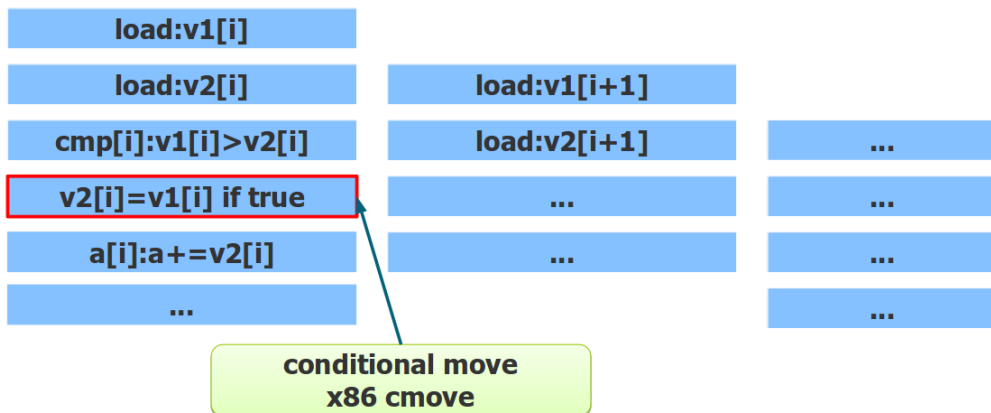 load:v1[i]
load:v2[i]
cmp[i]:v1[i]>v2[i]
v2[i]=v1[i] if true
a[i]:a+=v2[i]
...
load:v1[i+1]
load:v2[i+1]
...
...
...
...
...
...
conditional move
x86 cmove